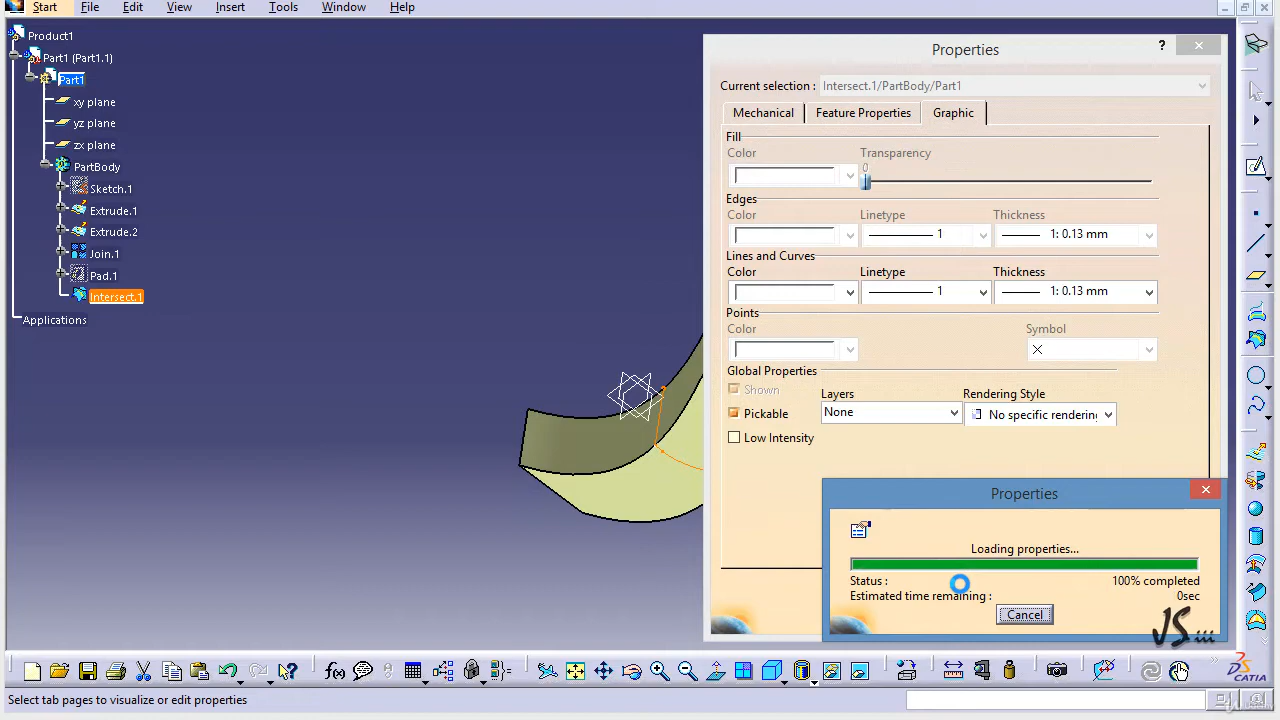 Start File Edit View Insert Tools Window Help
Product1
Part1 (Part1.1)
Part1
xy plane
yz plane
zx plane
PartBody
Sketch.1
Extrude.1
Extrude.2
Join.1
Pad.1
Intersect.1
Applications
Properties
?
Current selection : Intersect.1/PartBody/Part1
Mechanical Feature Properties Graphic
Fill
Color Transparency
0
Edges
Color Linetype Thickness
1 1: 0.13 mm
Lines and Curves
Color Linetype Thickness
1 1: 0.13 mm
Points
Color Symbol
Global Properties
Shown Layers Rendering Style
Pickable None No specific rendering
Low Intensity
Properties
Loading properties...
Status : 100% completed
Estimated time remaining : 0sec
Cancel
JS iii
f(x)
CATIA
Select tab pages to visualize or edit properties